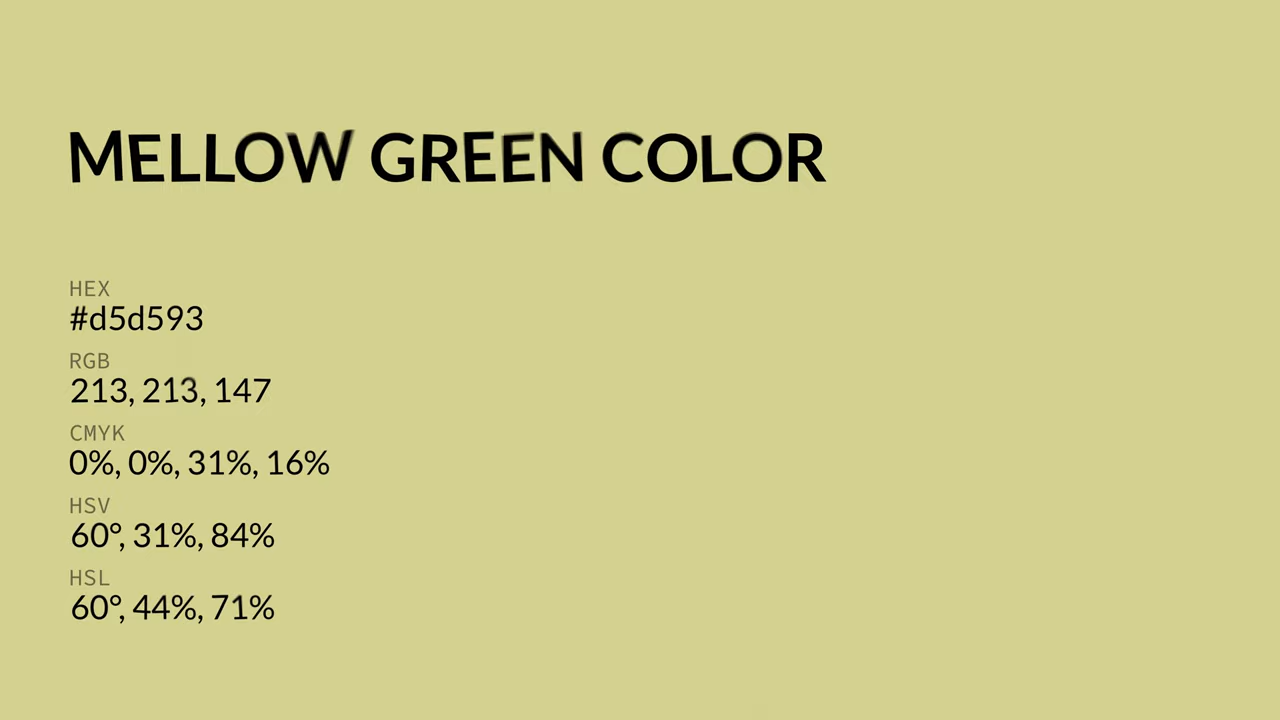 MELLOW GREEN COLOR
HEX
#d5d593
RGB
213, 213, 147
CMYK
0%, 0%, 31%, 16%
HSV
60°, 31%, 84%
HSL
60°, 44%, 71%